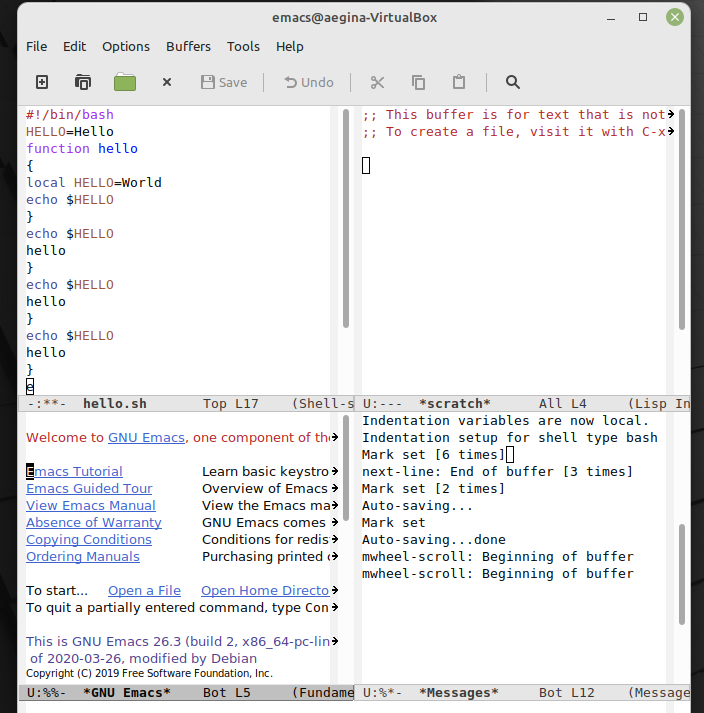 emacs@aegina-VirtualBox
File Edit Options Buffers Tools Help
Save Undo
#!/bin/bash
HELLO=Hello
function hello
{
local HELLO=World
echo $HELLO
}
echo $HELLO
hello
}
echo $HELLO
hello
}
echo $HELLO
hello
}
e
-:**- hello.sh Top L17 (Shell-s
;; This buffer is for text that is not
;; To create a file, visit it with C-x
U:--- *scratch* All L4 (Lisp In
Welcome to GNU Emacs, one component of the
Emacs Tutorial Learn basic keystro
Emacs Guided Tour Overview of Emacs
View Emacs Manual View the Emacs ma
Absence of Warranty GNU Emacs comes
Copying Conditions Conditions for redis
Ordering Manuals Purchasing printed
To start... Open a File Open Home Directo
To quit a partially entered command, type Con
This is GNU Emacs 26.3 (build 2, x86_64-pc-lin
of 2020-03-26, modified by Debian
Copyright (C) 2019 Free Software Foundation, Inc.
U:%%- *GNU Emacs* Bot L5 (Fundame
Indentation variables are now local.
Indentation setup for shell type bash
Mark set [6 times]
next-line: End of buffer [3 times]
Mark set [2 times]
Auto-saving...
Mark set
Auto-saving...done
mwheel-scroll: Beginning of buffer
mwheel-scroll: Beginning of buffer
U:%*- *Messages* Bot L12 (Message